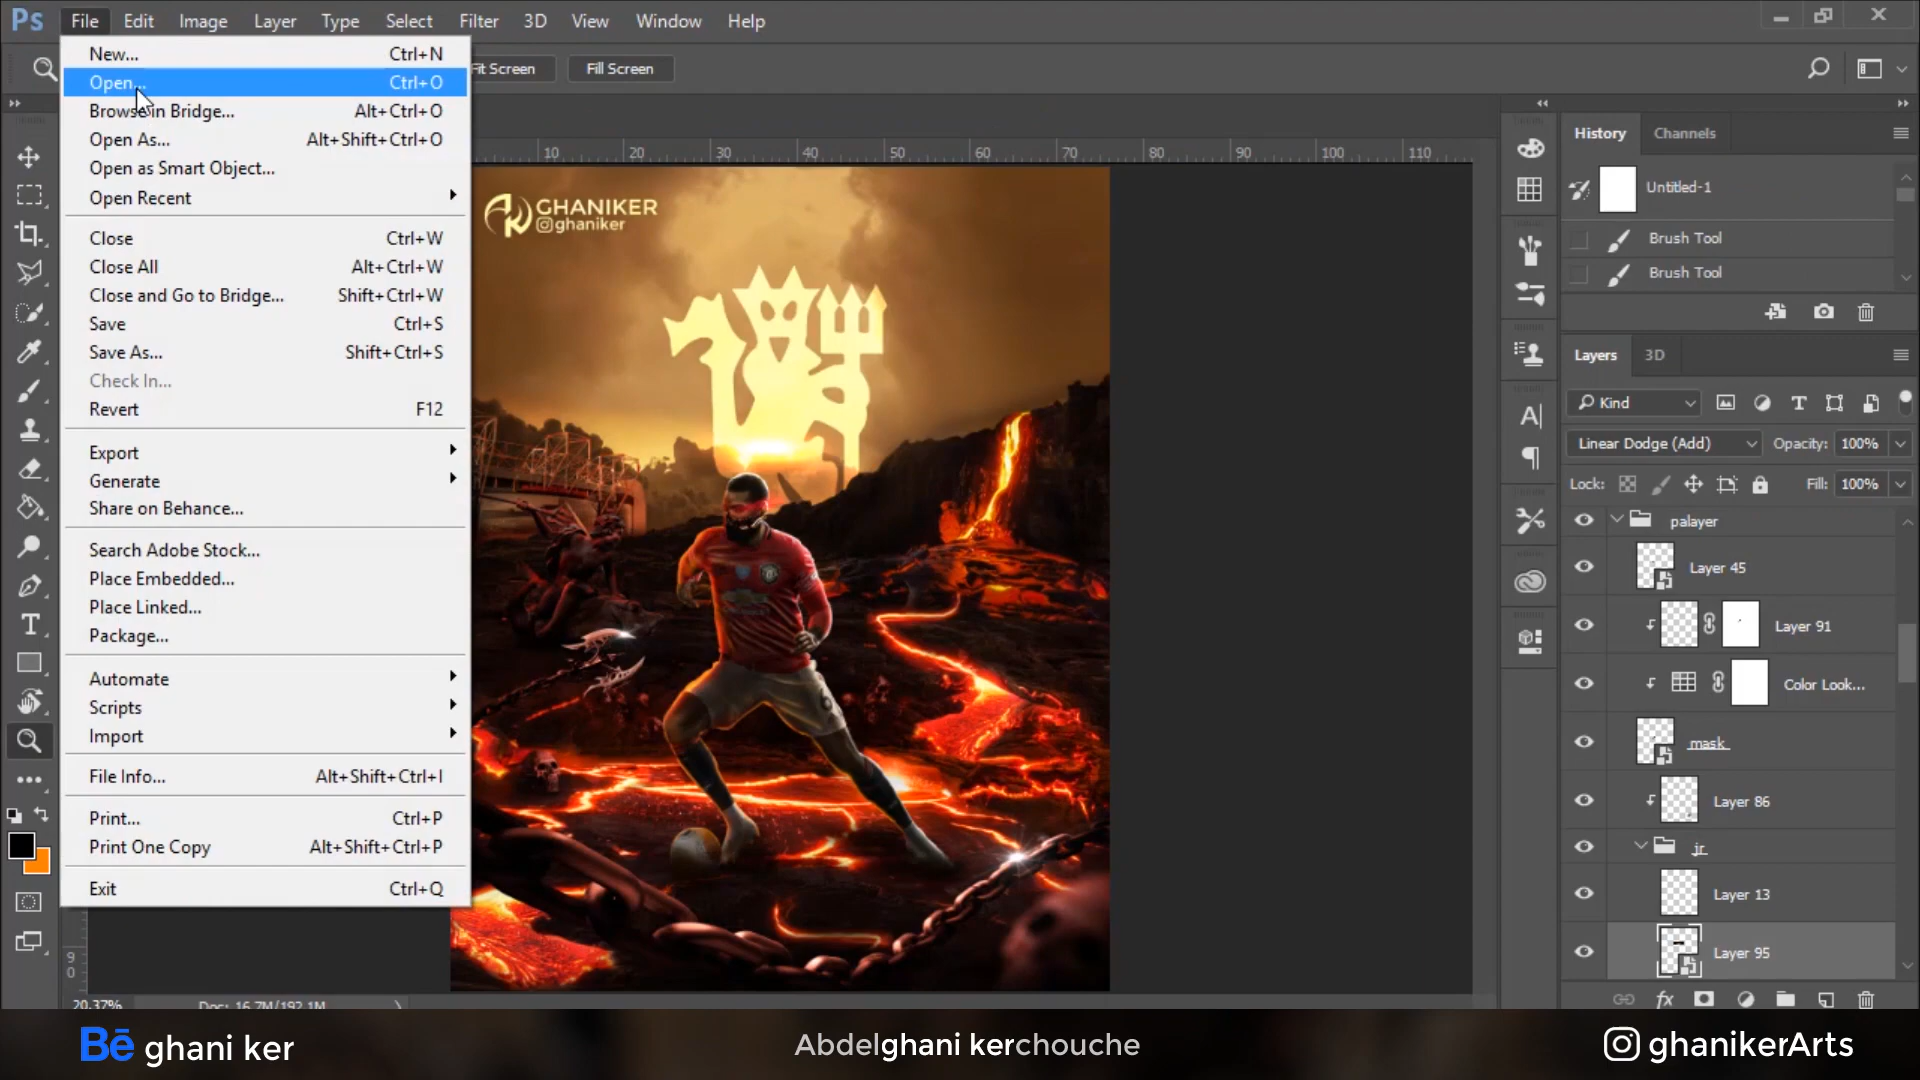 Ps File Edit Image Layer Type Select Filter 3D View Window Help
Fit Screen Fill Screen
New... Ctrl+N
Open... Ctrl+O
Browse in Bridge... Alt+Ctrl+O
Open As... Alt+Shift+Ctrl+O
Open as Smart Object...
Open Recent
Close Ctrl+W
Close All Alt+Ctrl+W
Close and Go to Bridge... Shift+Ctrl+W
Save Ctrl+S
Save As... Shift+Ctrl+S
Check In...
Revert F12
Export
Generate
Share on Behance...
Search Adobe Stock...
Place Embedded...
Place Linked...
Package...
Automate
Scripts
Import
File Info... Alt+Shift+Ctrl+I
Print... Ctrl+P
Print One Copy Alt+Shift+Ctrl+P
Exit Ctrl+Q
10 20 30 40 50 60 70 80 90 100 110
GHANIKER
@ghaniker
9
0
20.37% Doc: 16.7M/192.1M
History Channels
Untitled-1
Brush Tool
Brush Tool
Layers 3D
Kind
Linear Dodge (Add) Opacity: 100%
Lock: Fill: 100%
palayer
Layer 45
Layer 91
Color Look...
mask
Layer 86
jr
Layer 13
Layer 95
fx
Bē ghani ker
Abdelghani kerchouche
ghanikerArts